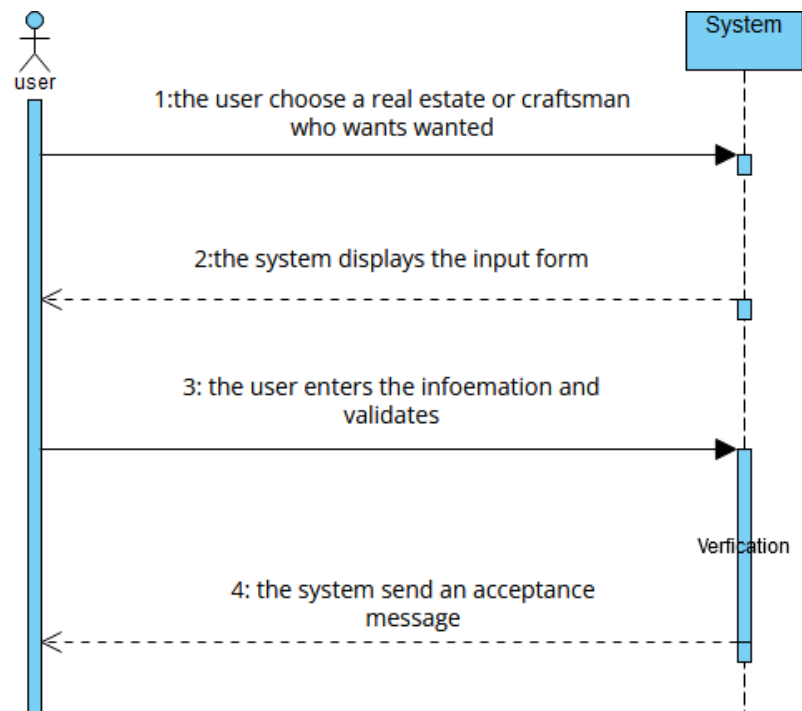 System
user
1:the user choose a real estate or craftsman
who wants wanted
2:the system displays the input form
3: the user enters the infoemation and
validates
Verfication
4: the system send an acceptance
message